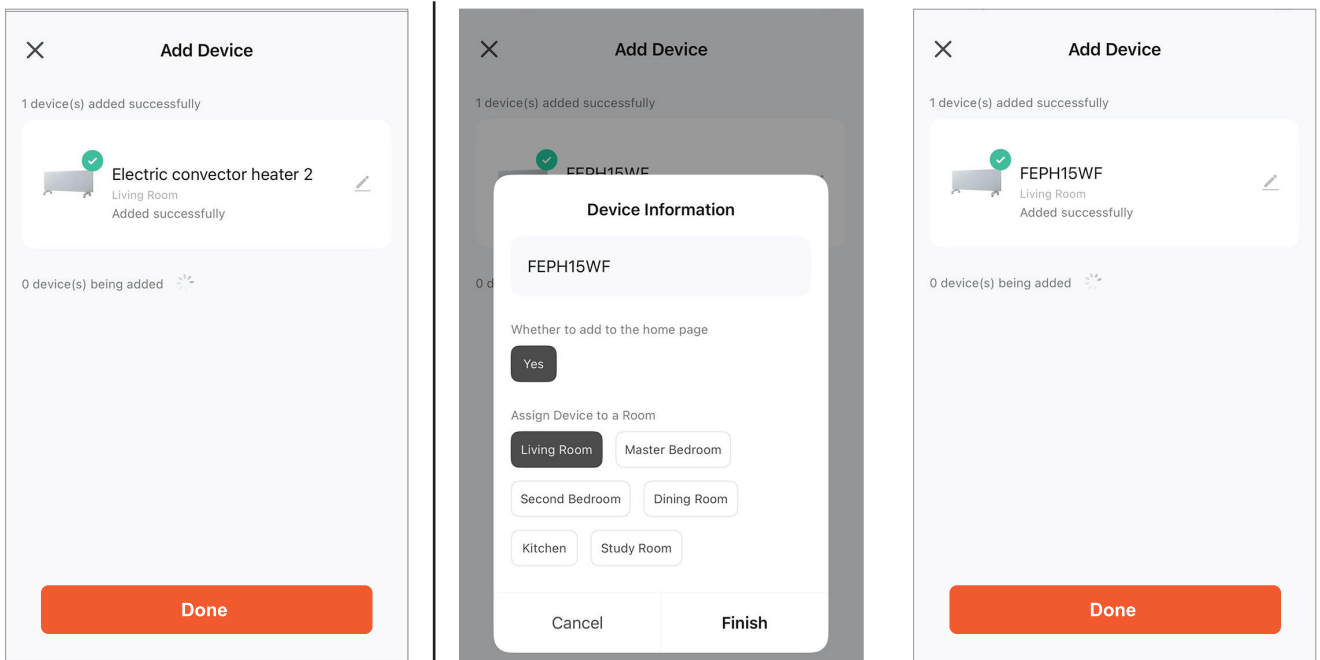 Add Device
1 device(s) added successfully
Electric convector heater 2
Living Room
Added successfully
0 device(s) being added
Done
Add Device
1 device(s) added successfully
FEPH15WF
Device Information
FEPH15WF
0 d
Whether to add to the home page
Yes
Assign Device to a Room
Living Room Master Bedroom
Second Bedroom Dining Room
Kitchen Study Room
Cancel Finish
Add Device
1 device(s) added successfully
FEPH15WF
Living Room
Added successfully
0 device(s) being added
Done